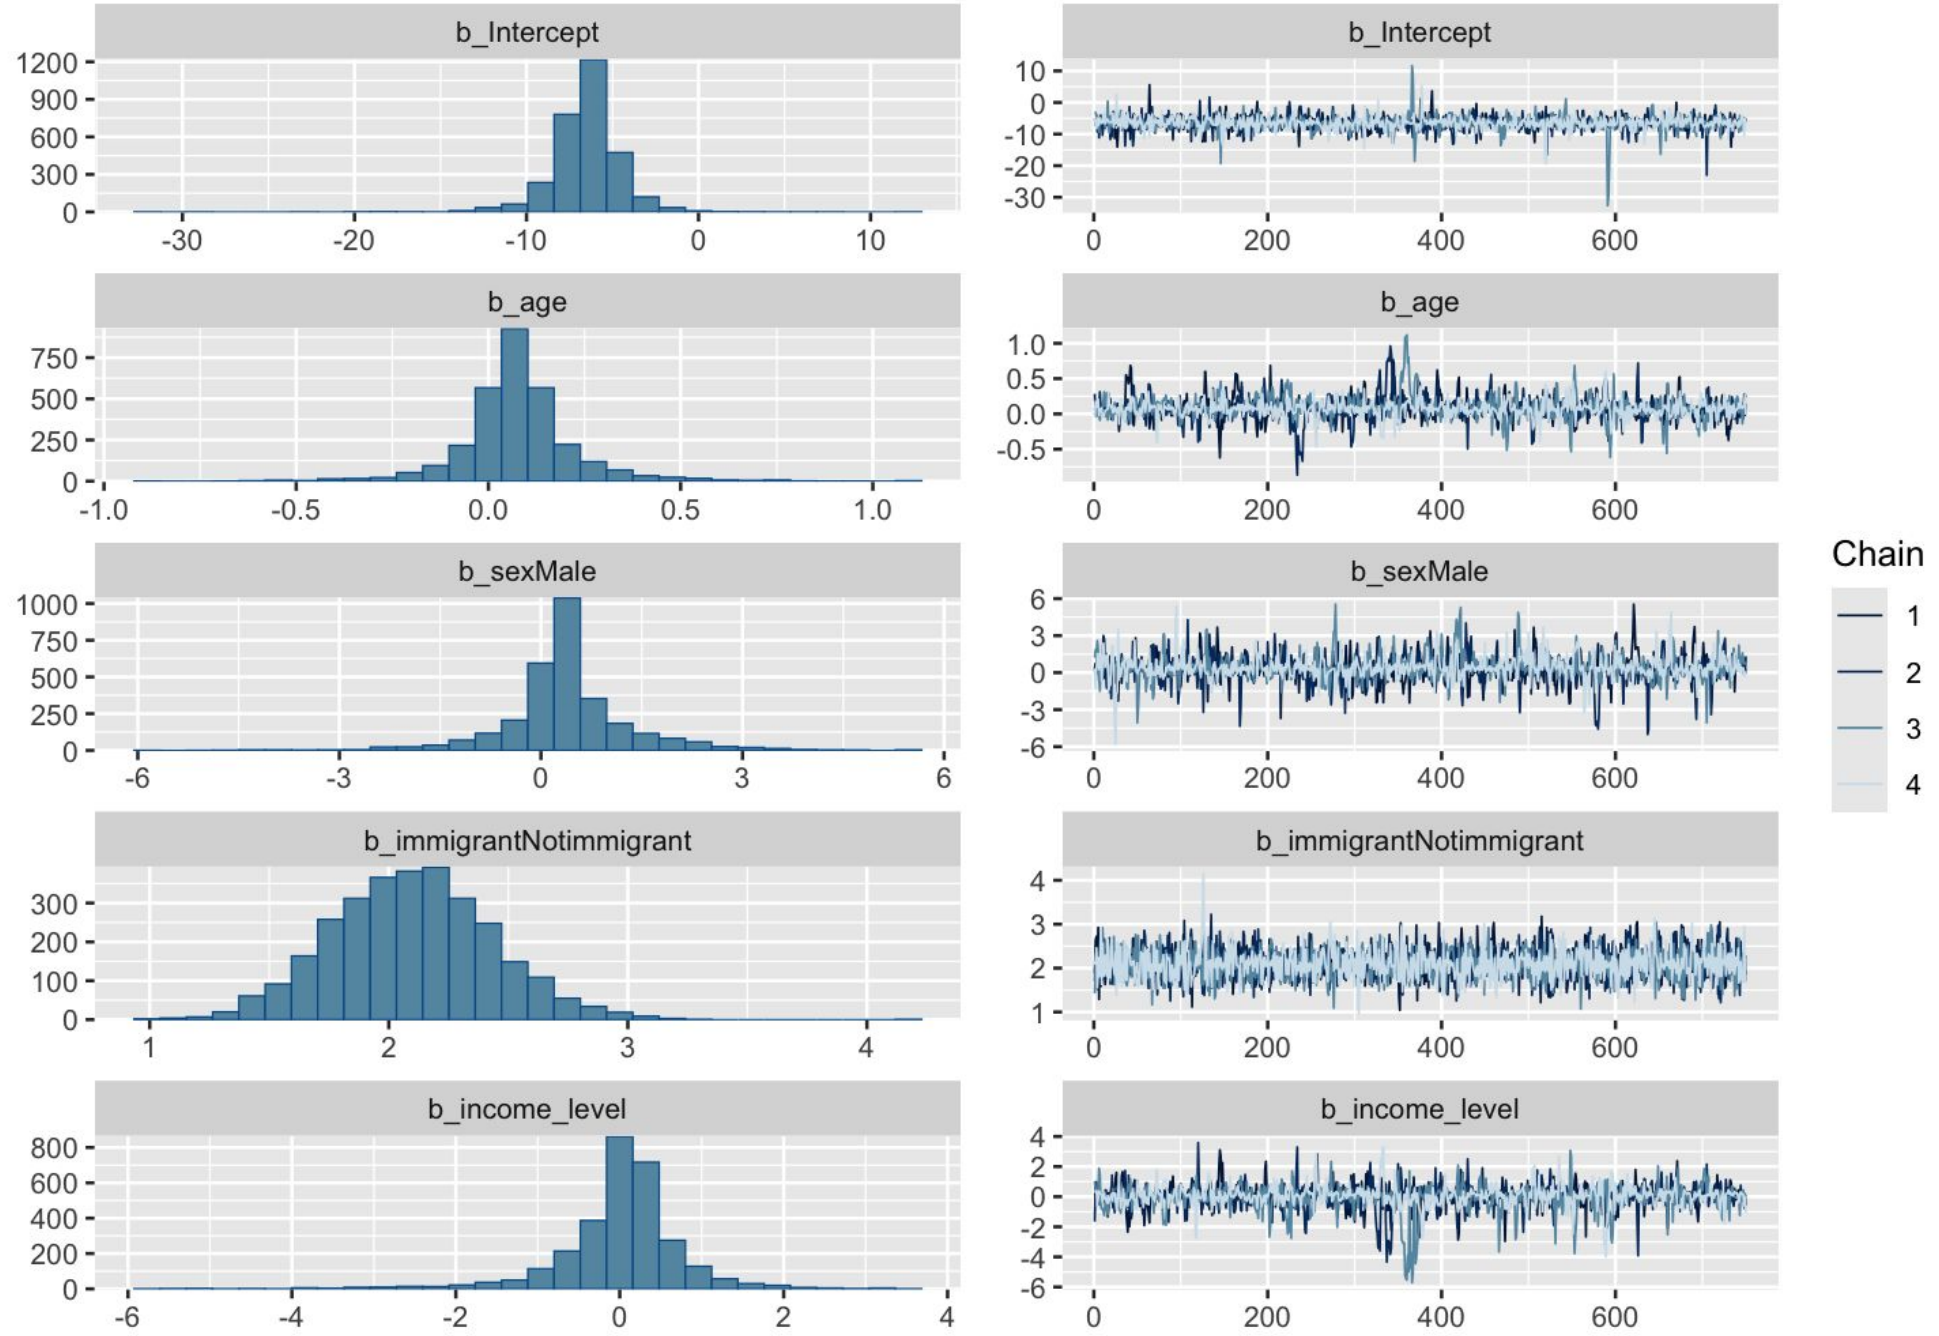 b_Intercept
1200
900
600
300
0
-30 -20 -10 0 10
b_Intercept
10
0
-10
-20
-30
0 200 400 600
b_age
750
500
250
0
-1.0 -0.5 0.0 0.5 1.0
b_age
1.0
0.5
0.0
-0.5
0 200 400 600
b_sexMale
1000
750
500
250
0
-6 -3 0 3 6
b_sexMale
6
3
0
-3
-6
0 200 400 600
b_immigrantNotimmigrant
300
200
100
0
1 2 3 4
b_immigrantNotimmigrant
4
3
2
1
0 200 400 600
b_income_level
800
600
400
200
0
-6 -4 -2 0 2 4
b_income_level
4
2
0
-2
-4
-6
0 200 400 600
Chain
1
2
3
4